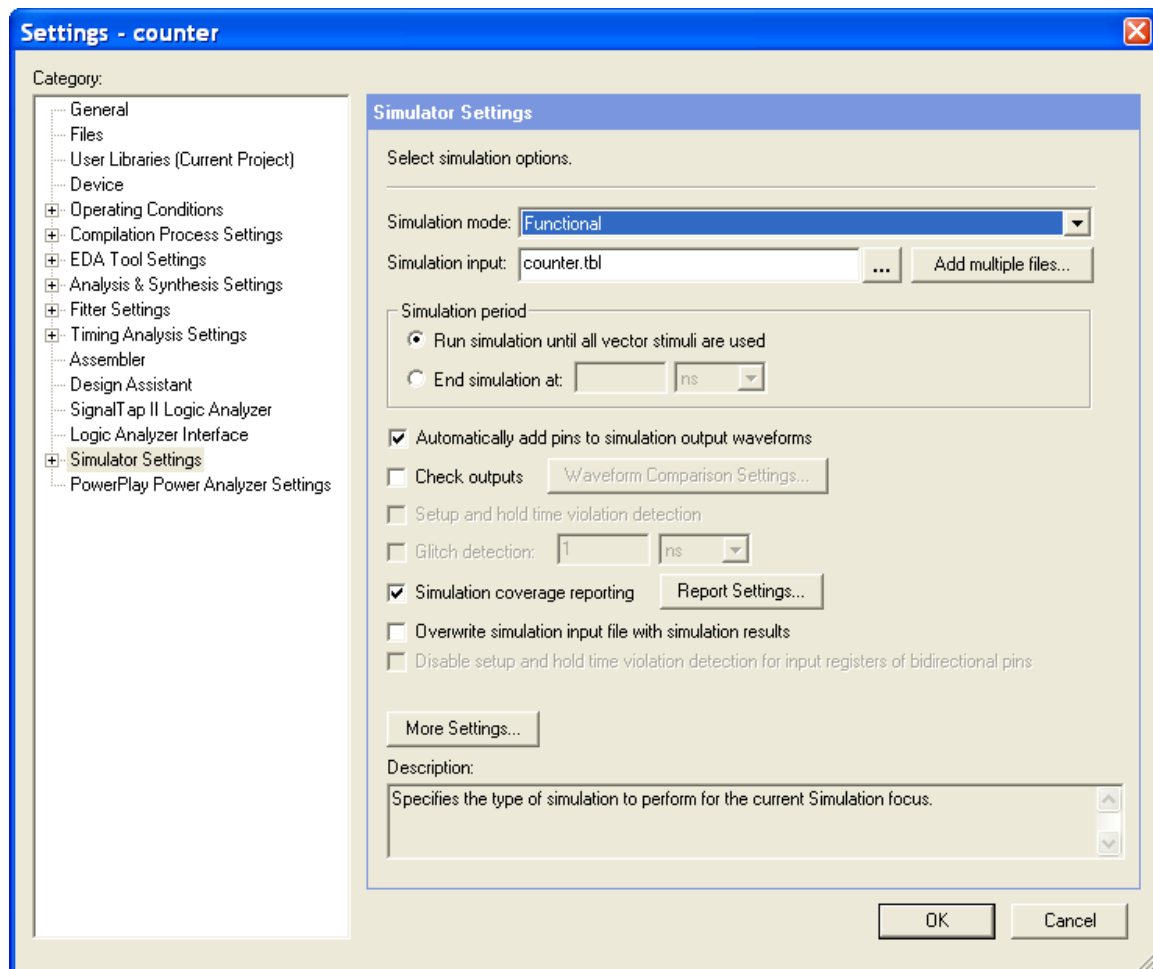 Settings - counter
Category:
General
Files
User Libraries (Current Project)
Device
Operating Conditions
Compilation Process Settings
EDA Tool Settings
Analysis & Synthesis Settings
Fitter Settings
Timing Analysis Settings
Assembler
Design Assistant
SignalTap II Logic Analyzer
Logic Analyzer Interface
Simulator Settings
PowerPlay Power Analyzer Settings
Simulator Settings
Select simulation options.
Simulation mode: Functional
Simulation input: counter.tbl ... Add multiple files...
Simulation period
Run simulation until all vector stimuli are used
End simulation at: ns
Automatically add pins to simulation output waveforms
Check outputs Waveform Comparison Settings...
Setup and hold time violation detection
Glitch detection: 1 ns
Simulation coverage reporting Report Settings...
Overwrite simulation input file with simulation results
Disable setup and hold time violation detection for input registers of bidirectional pins
More Settings...
Description:
Specifies the type of simulation to perform for the current Simulation focus.
OK Cancel